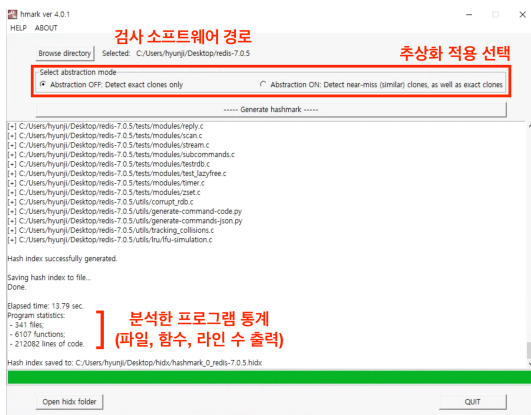 hmark ver 4.0.1
HELP ABOUT
검사 소프트웨어 경로
Browse directory Selected: C:/Users/hyunji/Desktop/redis-7.0.5
추상화 적용 선택
Select abstraction mode
Abstraction OFF: Detect exact clones only Abstraction ON: Detect near-miss (similar) clones, as well as exact clones
----- Generate hashmark -----
[+] C:/Users/hyunji/Desktop/redis-7.0.5/tests/modules/reply.c
[+] C:/Users/hyunji/Desktop/redis-7.0.5/tests/modules/scan.c
[+] C:/Users/hyunji/Desktop/redis-7.0.5/tests/modules/stream.c
[+] C:/Users/hyunji/Desktop/redis-7.0.5/tests/modules/subcommands.c
[+] C:/Users/hyunji/Desktop/redis-7.0.5/tests/modules/testrdb.c
[+] C:/Users/hyunji/Desktop/redis-7.0.5/tests/modules/test_lazyfree.c
[+] C:/Users/hyunji/Desktop/redis-7.0.5/tests/modules/timer.c
[+] C:/Users/hyunji/Desktop/redis-7.0.5/tests/modules/zset.c
[+] C:/Users/hyunji/Desktop/redis-7.0.5/utils/corrupt_rdb.c
[+] C:/Users/hyunji/Desktop/redis-7.0.5/utils/generate-command-code.py
[+] C:/Users/hyunji/Desktop/redis-7.0.5/utils/generate-commands-json.py
[+] C:/Users/hyunji/Desktop/redis-7.0.5/utils/tracking_collisions.c
[+] C:/Users/hyunji/Desktop/redis-7.0.5/utils/lru/lfu-simulation.c
Hash index successfully generated.
Saving hash index to file...
Done.
Elapsed time: 13.79 sec.
Program statistics:
- 341 files;
- 6107 functions;
- 212082 lines of code.
분석한 프로그램 통계
(파일, 함수, 라인 수 출력)
Hash index saved to: C:/Users/hyunji/Desktop/hidx/hashmark_0_redis-7.0.5.hidx
Open hidx folder QUIT